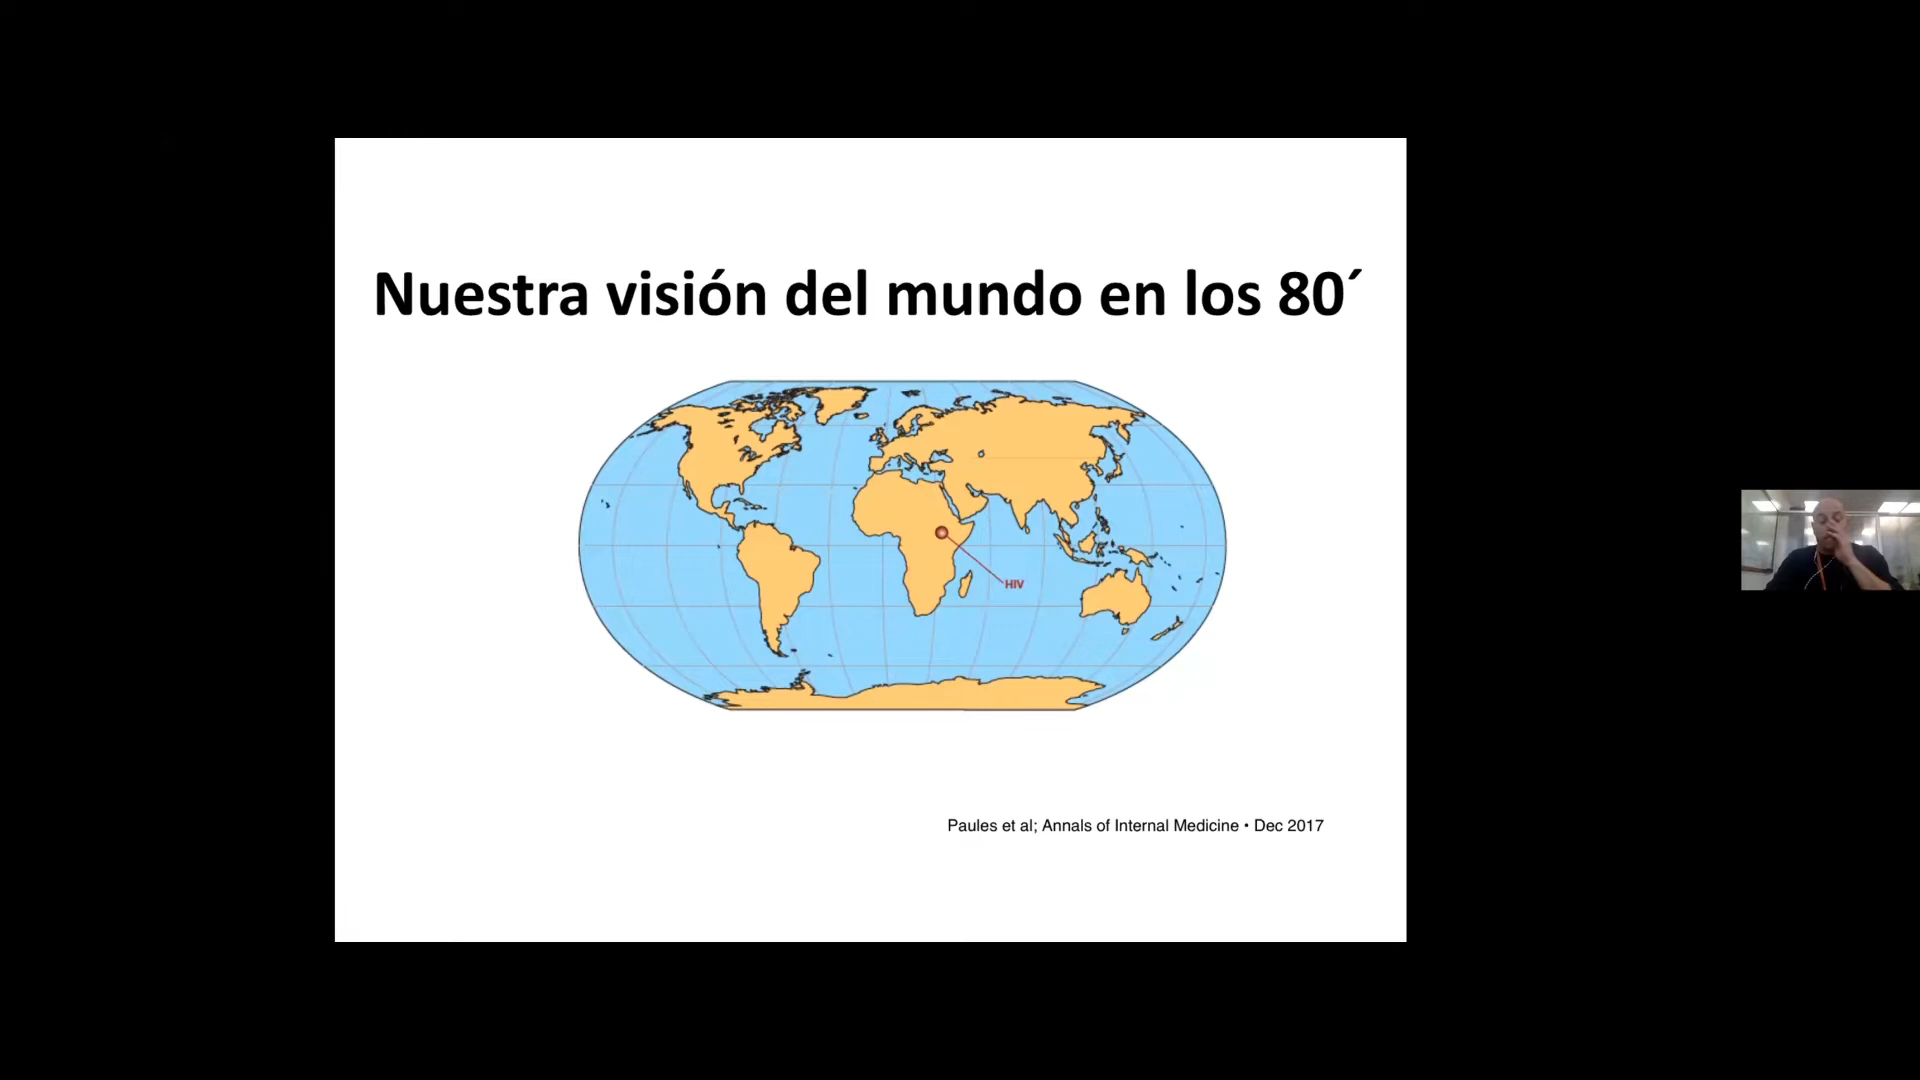 Nuestra visión del mundo en los 80´
HIV
Paules et al; Annals of Internal Medicine • Dec 2017